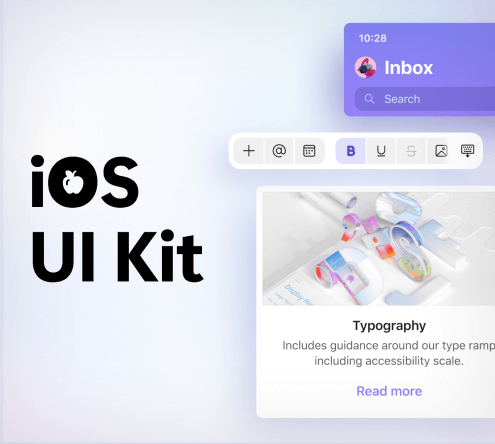 iOS
UI Kit
10:28
Inbox
Search
B U S
Typography
Includes guidance around our type ramp
including accessibility scale.
Read more